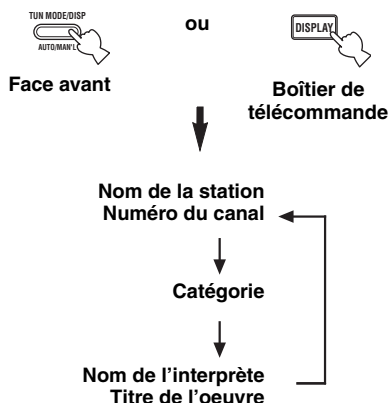 TUN MODE/DISP
AUTO/MAN'L
Face avant
ou
DISPLAY
Boîtier de
télécommande
Nom de la station
Numéro du canal
Catégorie
Nom de l'interprète
Titre de l'oeuvre